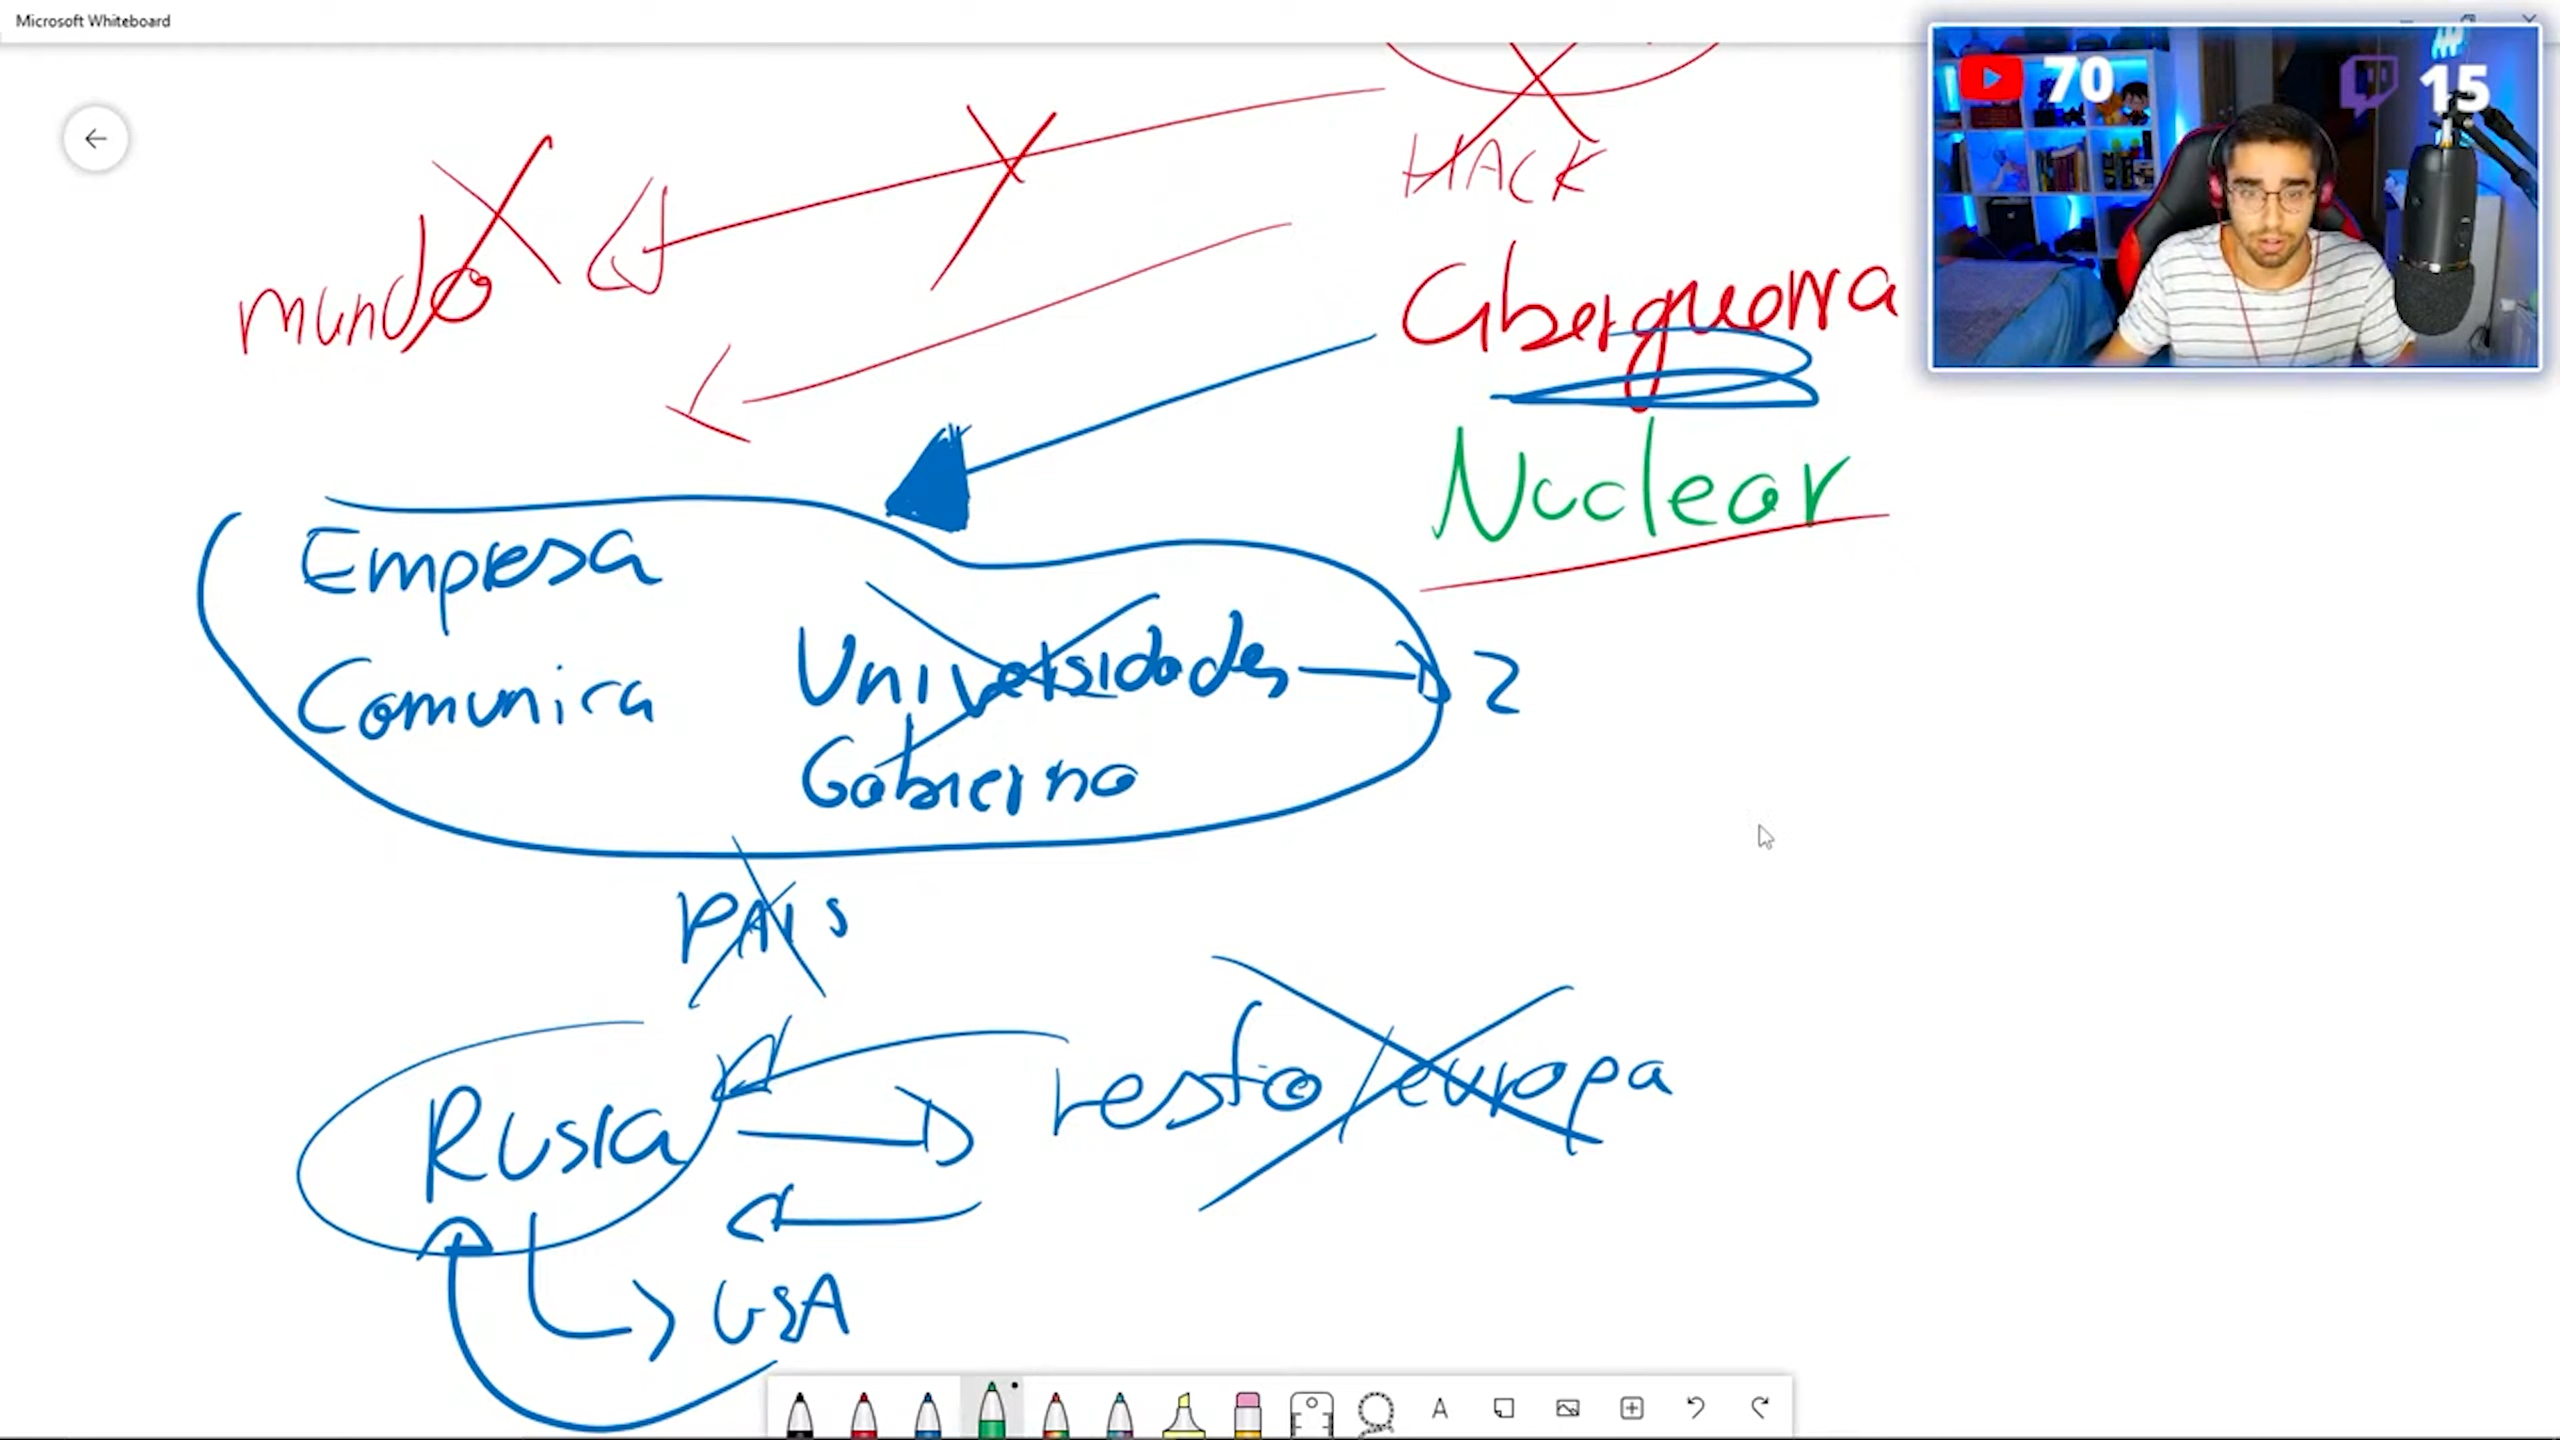 Microsoft Whiteboard
70
15
HACK
mundo
Ciberguerra
Nuclear
Empresa
Comunica
Universidades
2
Gobierno
PAIS
resto/europa
Rusia
USA
A